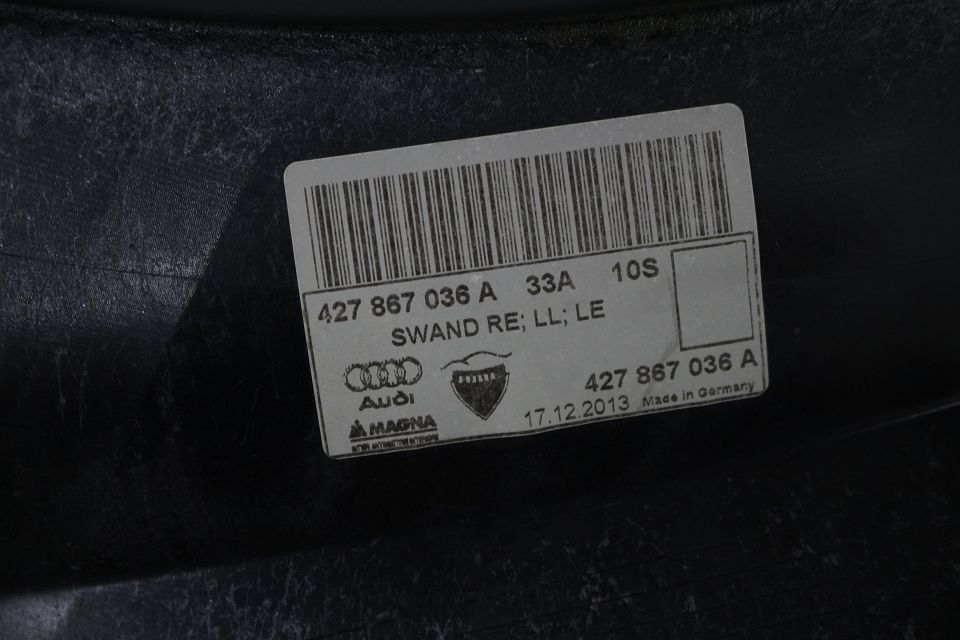 427 867 036 A 33A 10S
SWAND RE; LL; LE
Audi
427 867 036 A
MAGNA
17.12.2013 Made in Germany